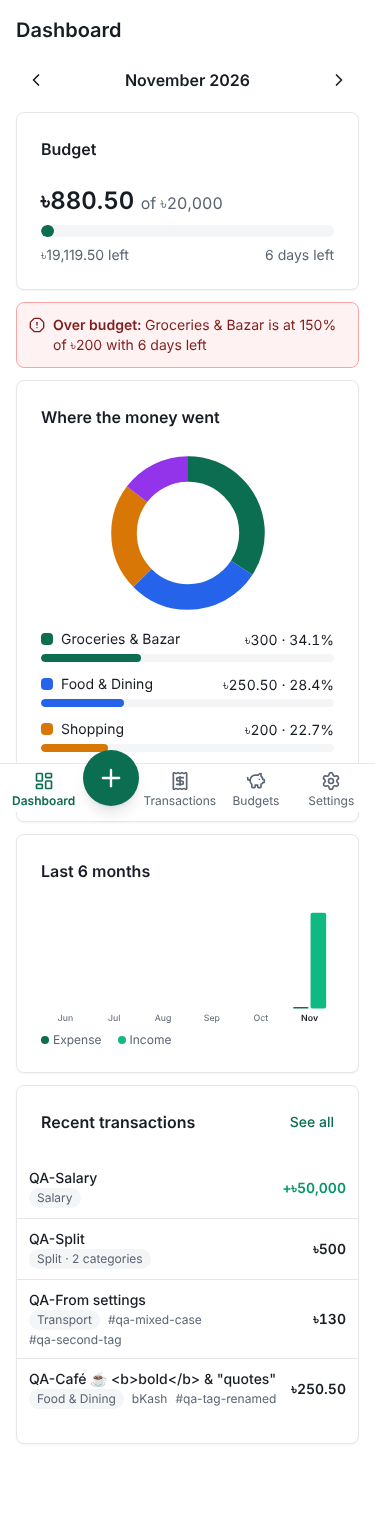 Dashboard
November 2026
Budget
৳880.50 of ৳20,000
৳19,119.50 left 6 days left
Over budget: Groceries & Bazar is at 150%
of ৳200 with 6 days left
Where the money went
Groceries & Bazar ৳300 · 34.1%
Food & Dining ৳250.50 · 28.4%
Shopping ৳200 · 22.7%
Dashboard Transactions Budgets Settings
Last 6 months
Jun Jul Aug Sep Oct Nov
Expense Income
Recent transactions See all
QA-Salary
Salary +৳50,000
QA-Split
Split · 2 categories ৳500
QA-From settings
Transport #qa-mixed-case ৳130
#qa-second-tag
QA-Café ☕ <b>bold</b> & "quotes"
Food & Dining bKash #qa-tag-renamed ৳250.50